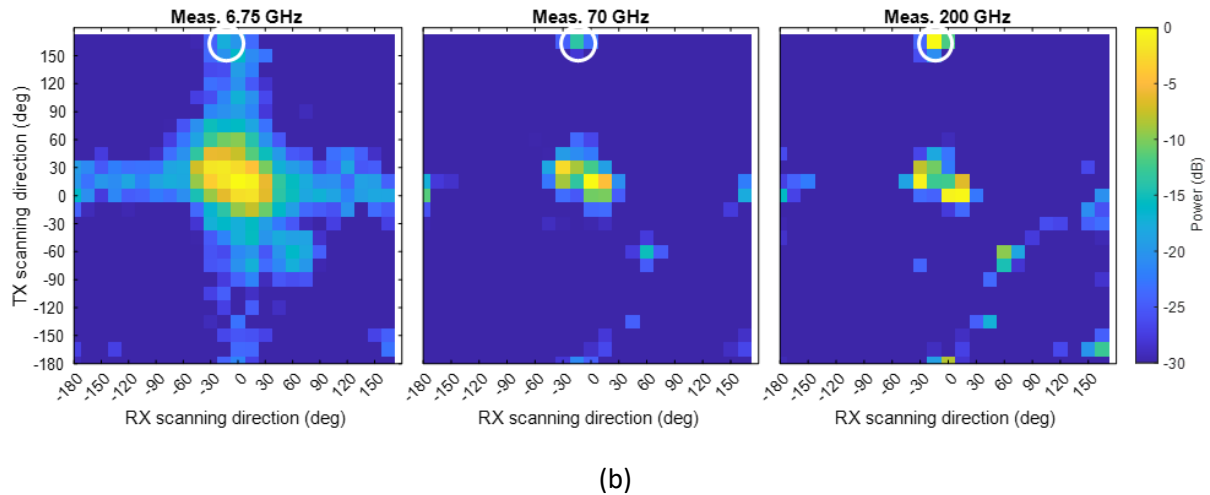 Meas. 6.75 GHz
Meas. 70 GHz
Meas. 200 GHz
TX scanning direction (deg)
150
120
90
60
30
0
-30
-60
-90
-120
-150
-180
-180 -150 -120 -90 -60 -30 0 30 60 90 120 150
-180 -150 -120 -90 -60 -30 0 30 60 90 120 150
-180 -150 -120 -90 -60 -30 0 30 60 90 120 150
RX scanning direction (deg)
RX scanning direction (deg)
RX scanning direction (deg)
0
-5
-10
-15
-20
-25
-30
Power (dB)
(b)